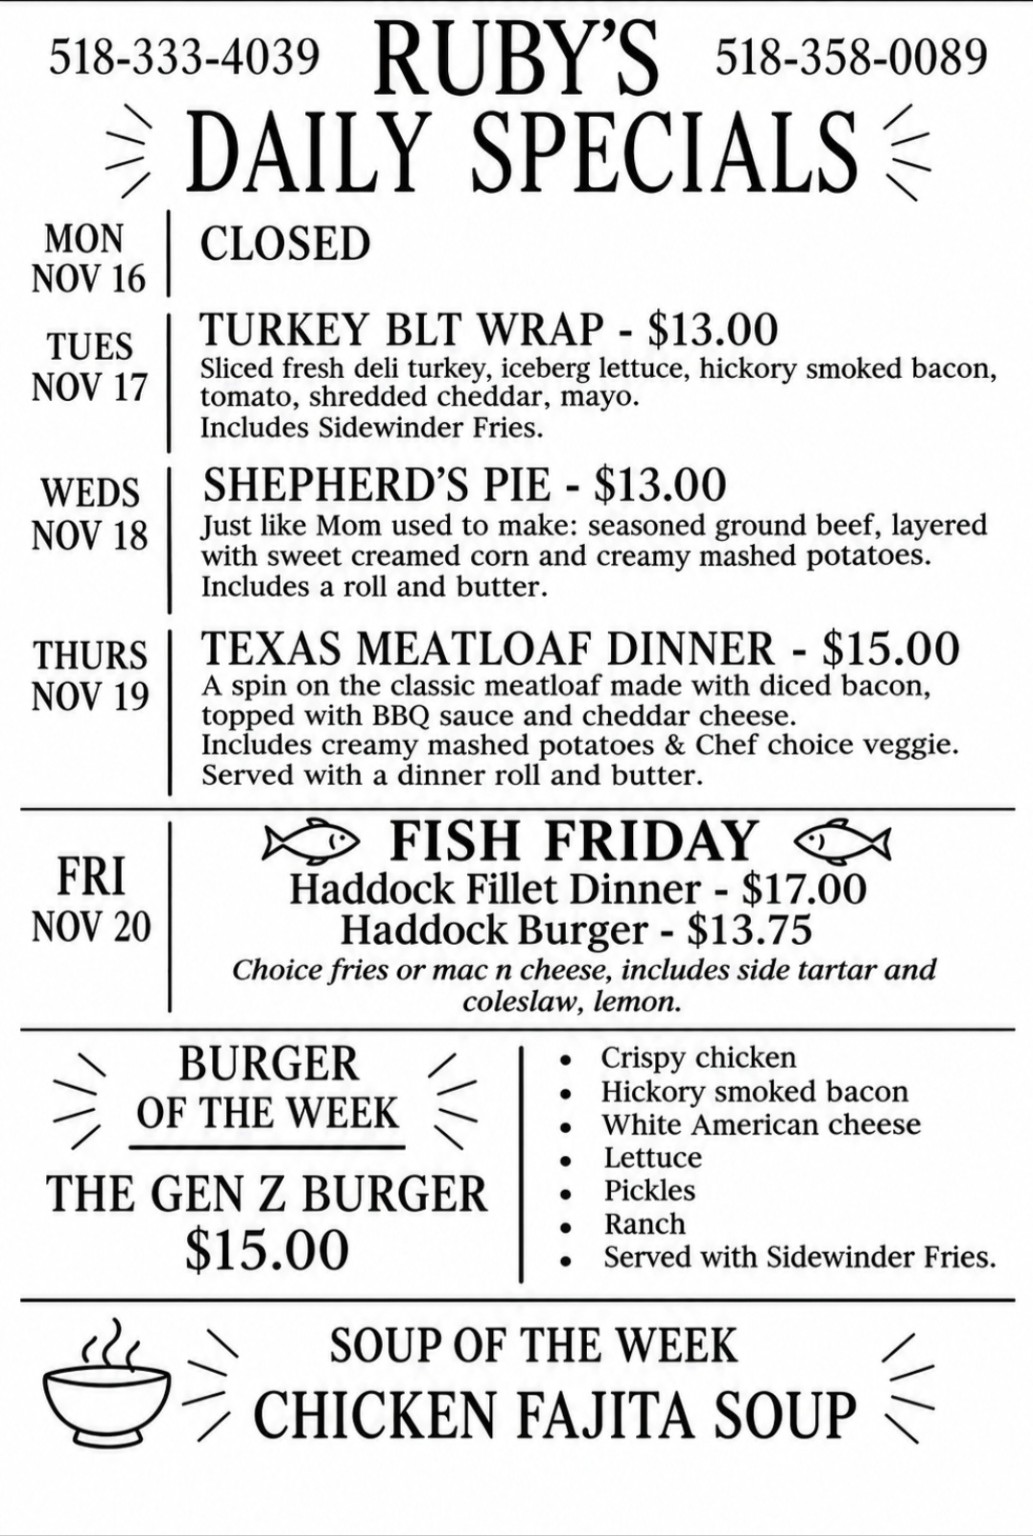 518-333-4039 RUBY'S 518-358-0089
DAILY SPECIALS
MON
NOV 16
CLOSED
TUES
NOV 17
TURKEY BLT WRAP - $13.00
Sliced fresh deli turkey, iceberg lettuce, hickory smoked bacon,
tomato, shredded cheddar, mayo.
Includes Sidewinder Fries.
WEDS
NOV 18
SHEPHERD'S PIE - $13.00
Just like Mom used to make: seasoned ground beef, layered
with sweet creamed corn and creamy mashed potatoes.
Includes a roll and butter.
THURS
NOV 19
TEXAS MEATLOAF DINNER - $15.00
A spin on the classic meatloaf made with diced bacon,
topped with BBQ sauce and cheddar cheese.
Includes creamy mashed potatoes & Chef choice veggie.
Served with a dinner roll and butter.
FRI
NOV 20
FISH FRIDAY
Haddock Fillet Dinner - $17.00
Haddock Burger - $13.75
Choice fries or mac n cheese, includes side tartar and
coleslaw, lemon.
BURGER
OF THE WEEK
THE GEN Z BURGER
$15.00
• Crispy chicken
• Hickory smoked bacon
• White American cheese
• Lettuce
• Pickles
• Ranch
• Served with Sidewinder Fries.
SOUP OF THE WEEK
CHICKEN FAJITA SOUP